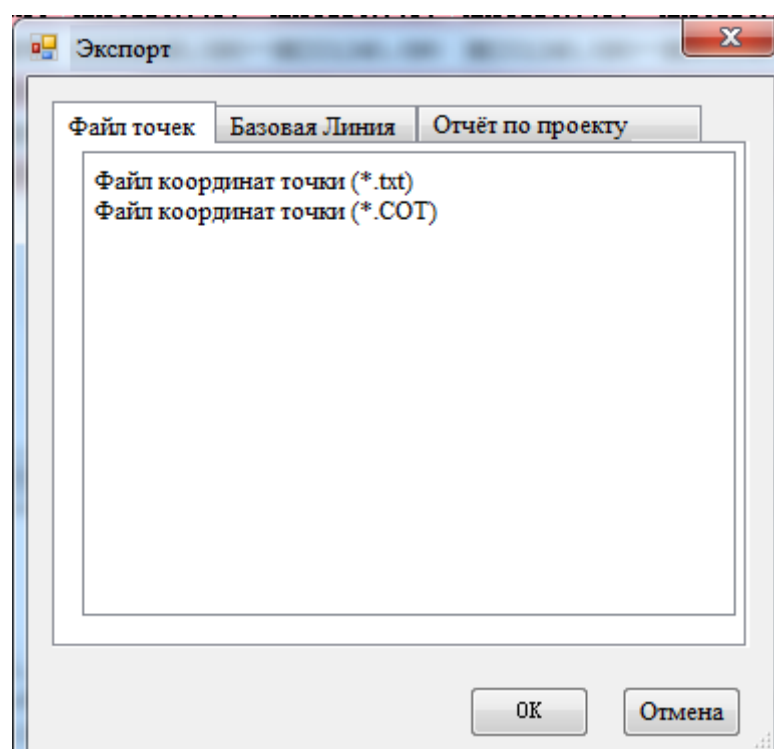 Экспорт
Файл точек Базовая Линия Отчёт по проекту
Файл координат точки (*.txt)
Файл координат точки (*.COT)
OK Отмена